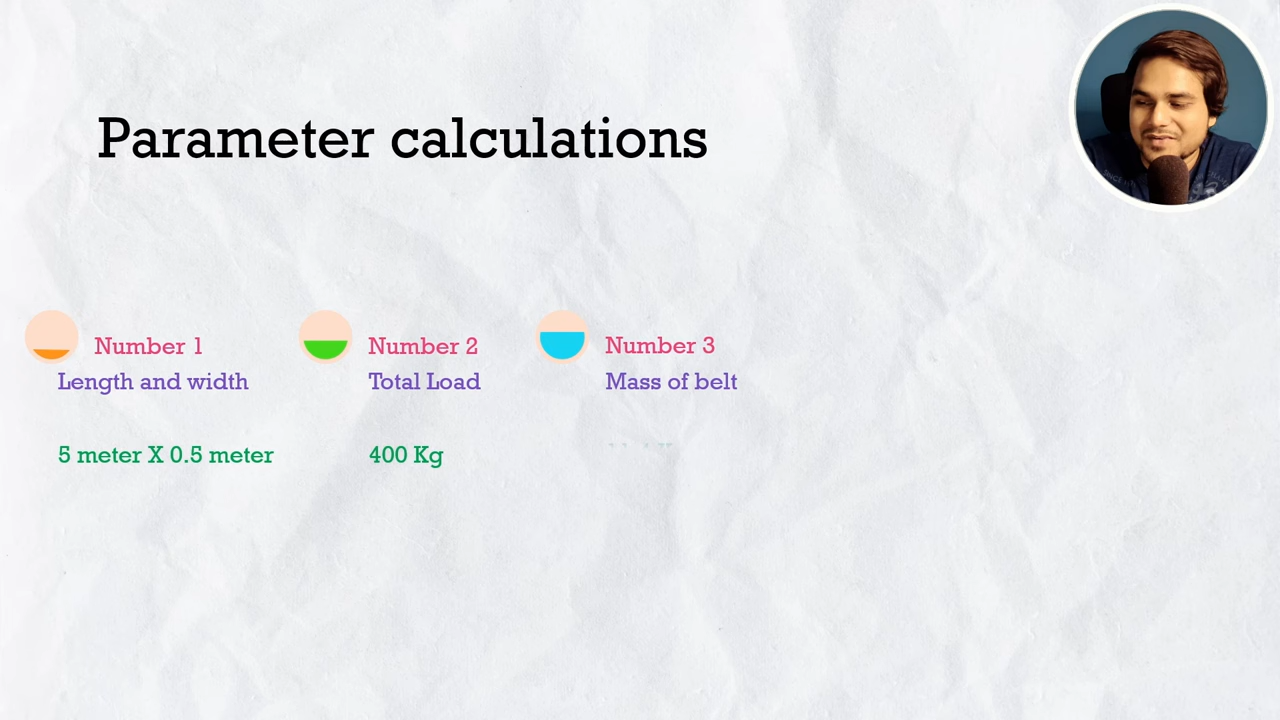 Parameter calculations
Number 1
Length and width
5 meter X 0.5 meter
Number 2
Total Load
400 Kg
Number 3
Mass of belt